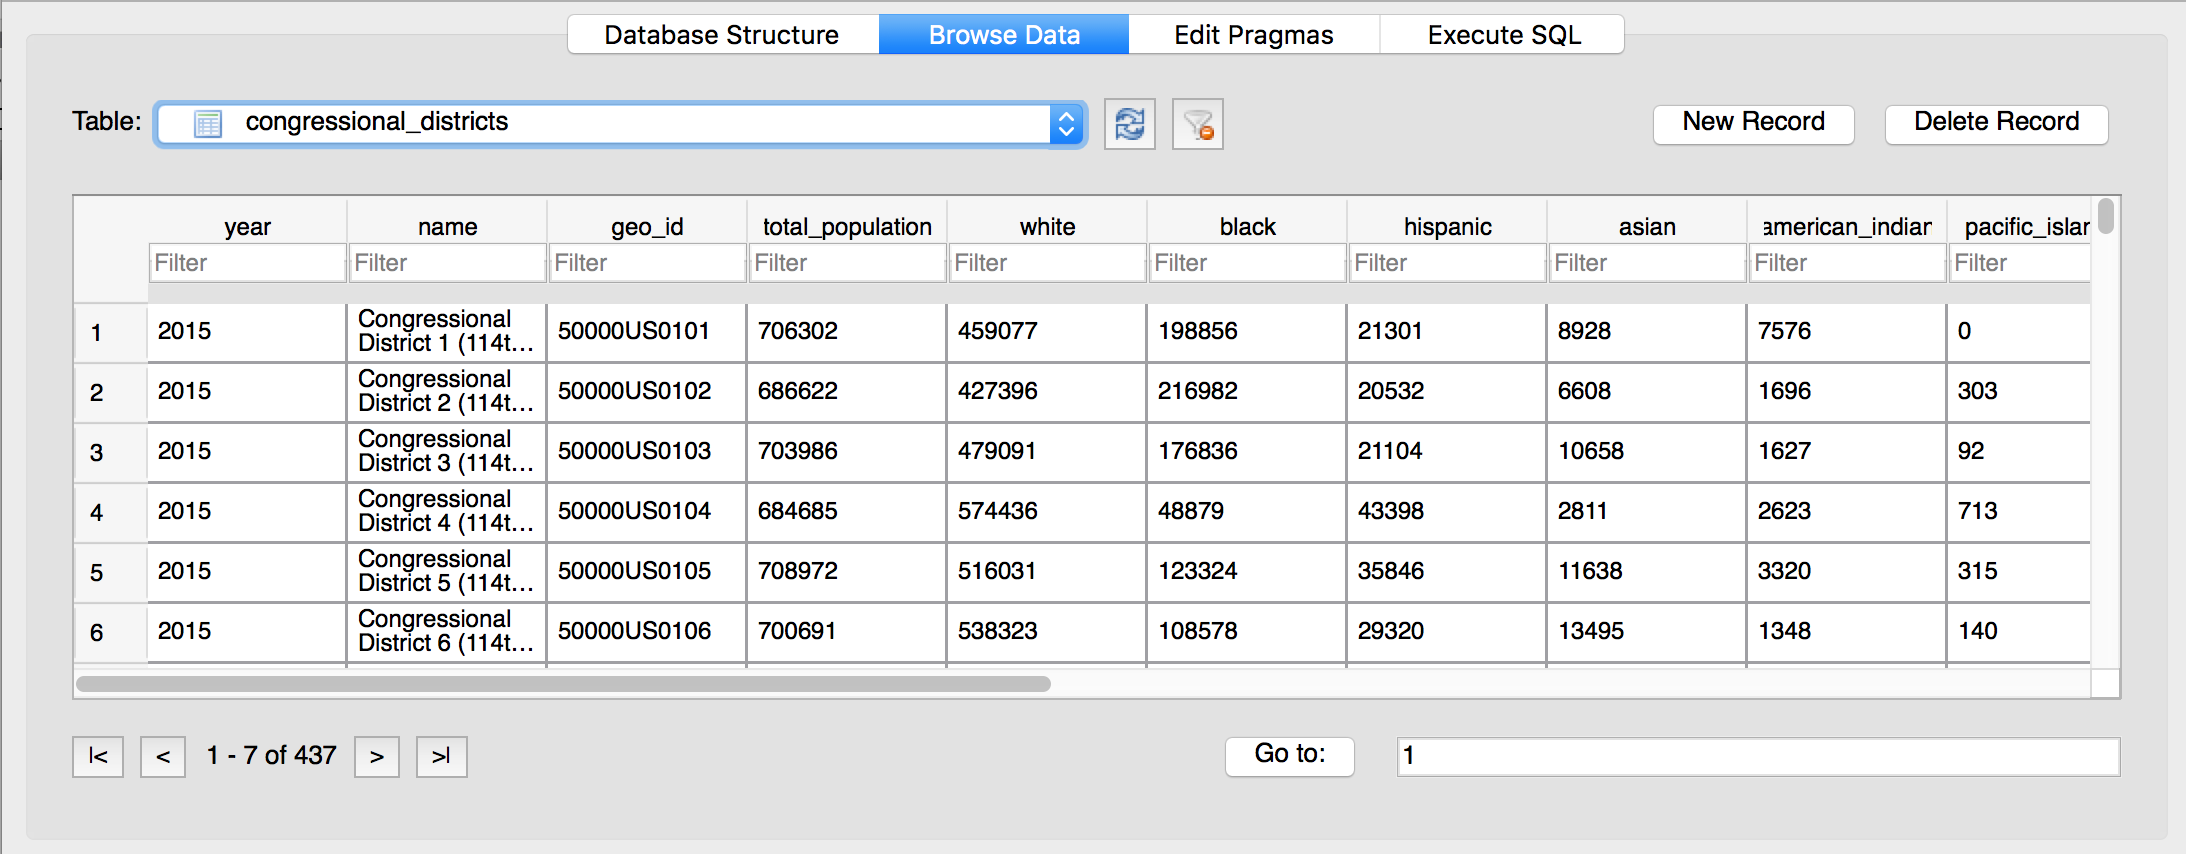 Database Structure Browse Data Edit Pragmas Execute SQL
Table: congressional_districts New Record Delete Record
year name geo_id total_population white black hispanic asian american_indian pacific_islar
Filter Filter Filter Filter Filter Filter Filter Filter Filter Filter
1 2015 Congressional District 1 (114t... 50000US0101 706302 459077 198856 21301 8928 7576 0
2 2015 Congressional District 2 (114t... 50000US0102 686622 427396 216982 20532 6608 1696 303
3 2015 Congressional District 3 (114t... 50000US0103 703986 479091 176836 21104 10658 1627 92
4 2015 Congressional District 4 (114t... 50000US0104 684685 574436 48879 43398 2811 2623 713
5 2015 Congressional District 5 (114t... 50000US0105 708972 516031 123324 35846 11638 3320 315
6 2015 Congressional District 6 (114t... 50000US0106 700691 538323 108578 29320 13495 1348 140
|< < 1 - 7 of 437 > >| Go to: 1